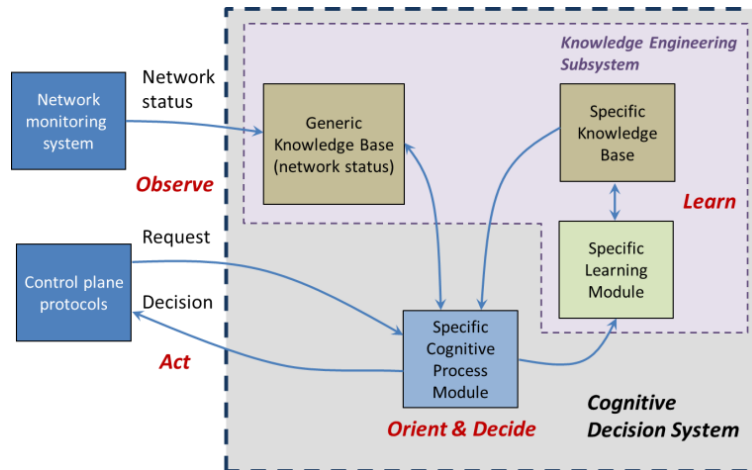 Knowledge Engineering
Subsystem
Network
status
Network
monitoring
system
Generic
Knowledge Base
(network status)
Specific
Knowledge
Base
Observe
Learn
Request
Control plane
protocols
Decision
Specific
Learning
Module
Act
Specific
Cognitive
Process
Module
Orient & Decide
Cognitive
Decision System